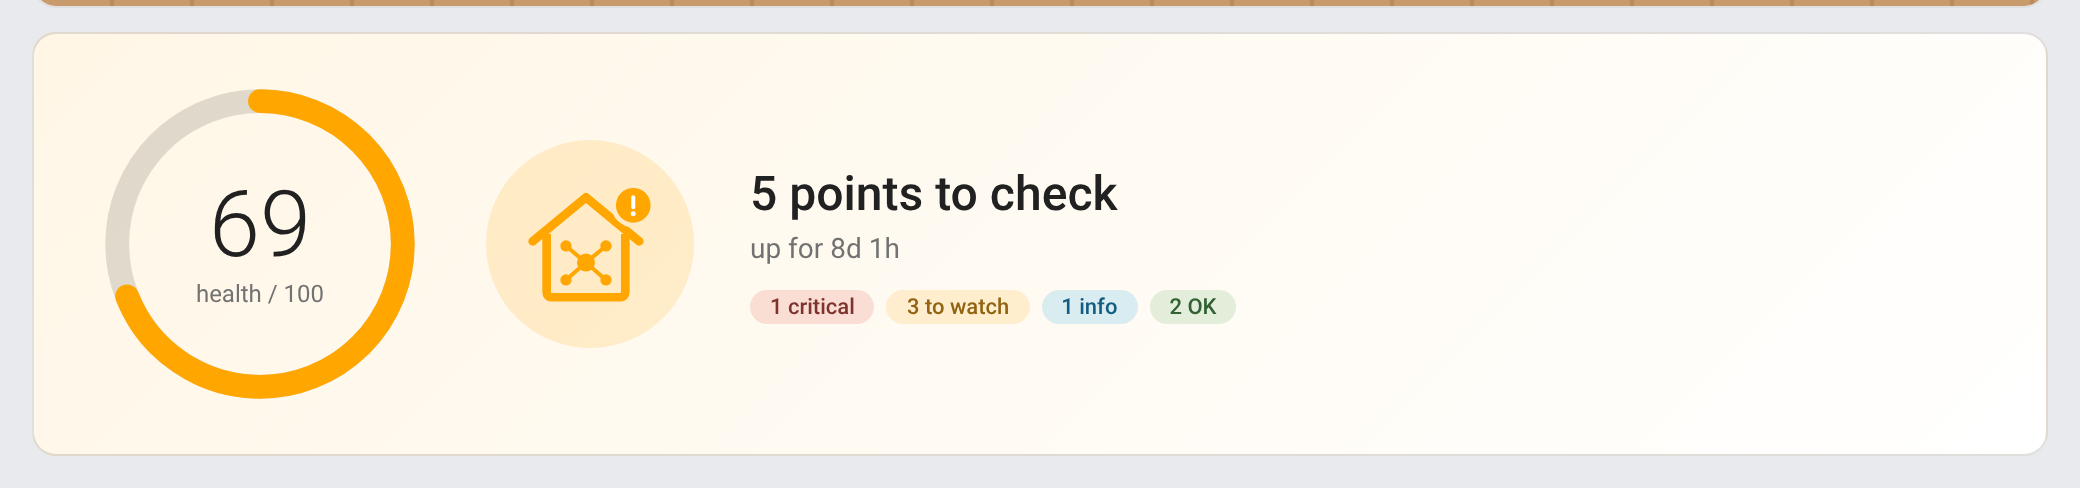 69
health / 100
5 points to check
up for 8d 1h
1 critical
3 to watch
1 info
2 OK